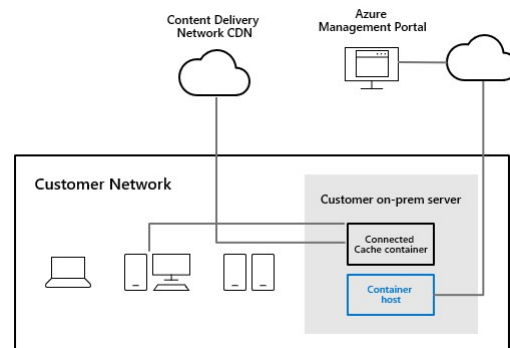 Content Delivery
Network CDN
Azure
Management Portal
Customer Network
Customer on-prem server
Connected
Cache container
Container
host